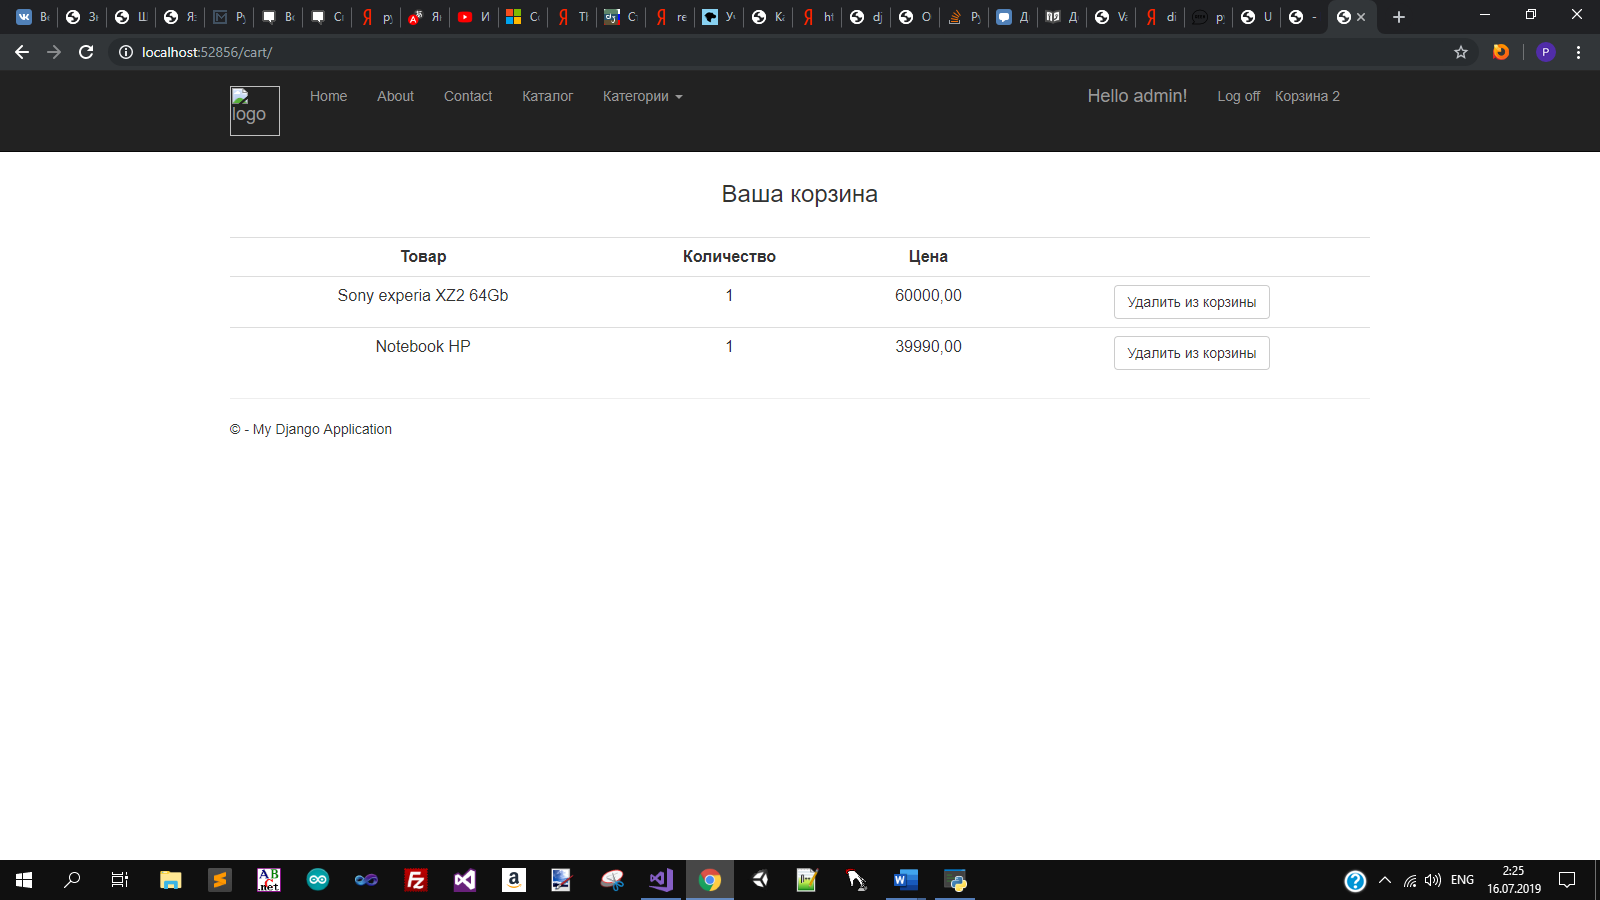 localhost:52856/cart/
P
logo
Home About Contact Каталог Категории Hello admin! Log off Корзина 2
Ваша корзина
Товар Количество Цена
Sony experia XZ2 64Gb 1 60000,00 Удалить из корзины
Notebook HP 1 39990,00 Удалить из корзины
© - My Django Application
ENG
2:25
16.07.2019